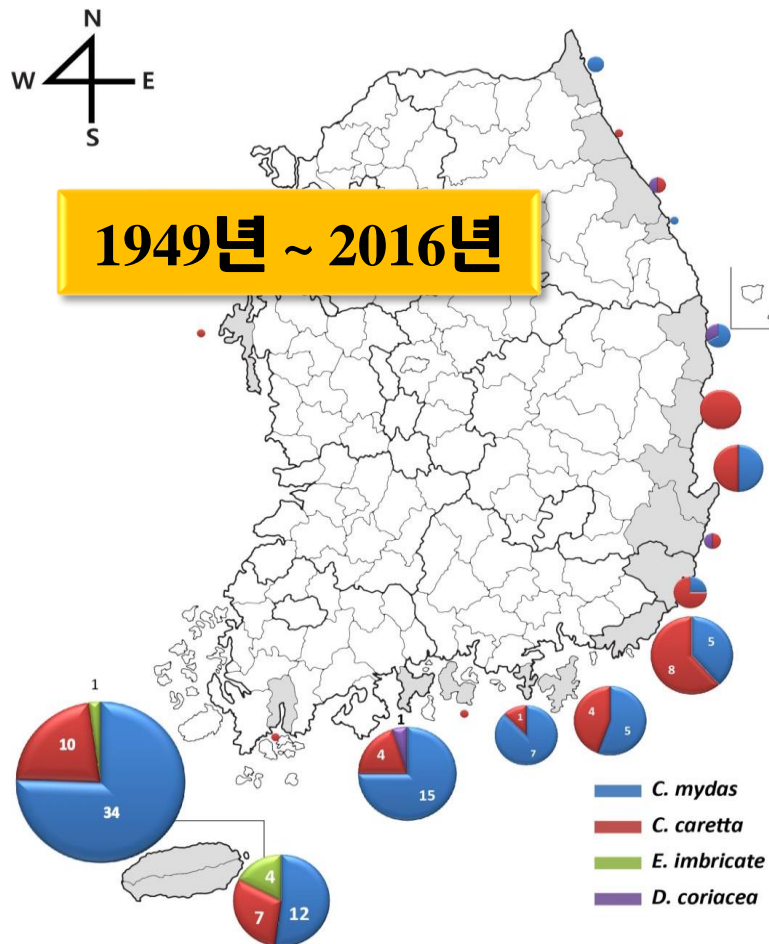 N
W E
S
1949년 ~ 2016년
5
8
1
10
34
1
4
15
1
7
4
5
4
7
12
C. mydas
C. caretta
E. imbricate
D. coriacea